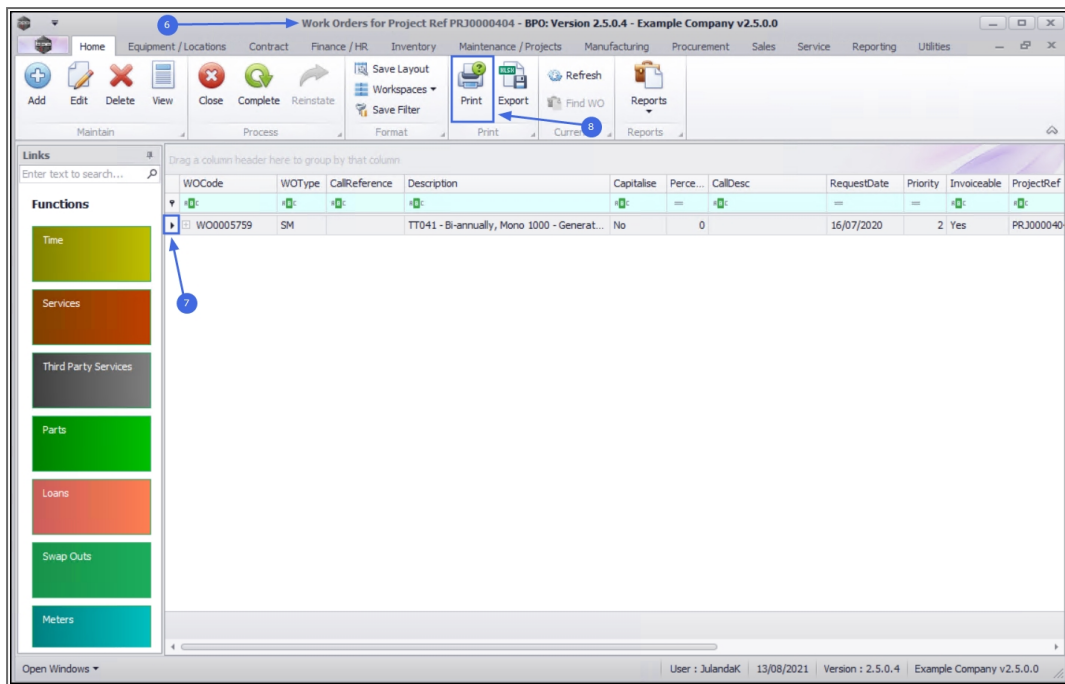 6
Work Orders for Project Ref PRJ0000404 - BPO: Version 2.5.0.4 - Example Company v2.5.0.0
Home Equipment / Locations Contract Finance / HR Inventory Maintenance / Projects Manufacturing Procurement Sales Service Reporting Utilities
Add Edit Delete View Close Complete Reinstate Save Layout Workspaces Save Filter Print Export Refresh Find WO Reports
Maintain Process Format Print Reports
8
Links
Enter text to search...
Drag a column header here to group by that column
WOCode WOType CallReference Description Capitalise Perce... CallDesc RequestDate Priority Invoiceable ProjectRef
WO0005759 SM TT041 - Bi-annually, Mono 1000 - Generat... No 0 16/07/2020 2 Yes PRJ000040
7
Functions
Time
Services
Third Party Services
Parts
Loans
Swap Outs
Meters
Open Windows User : JulandaK 13/08/2021 Version : 2.5.0.4 Example Company v2.5.0.0